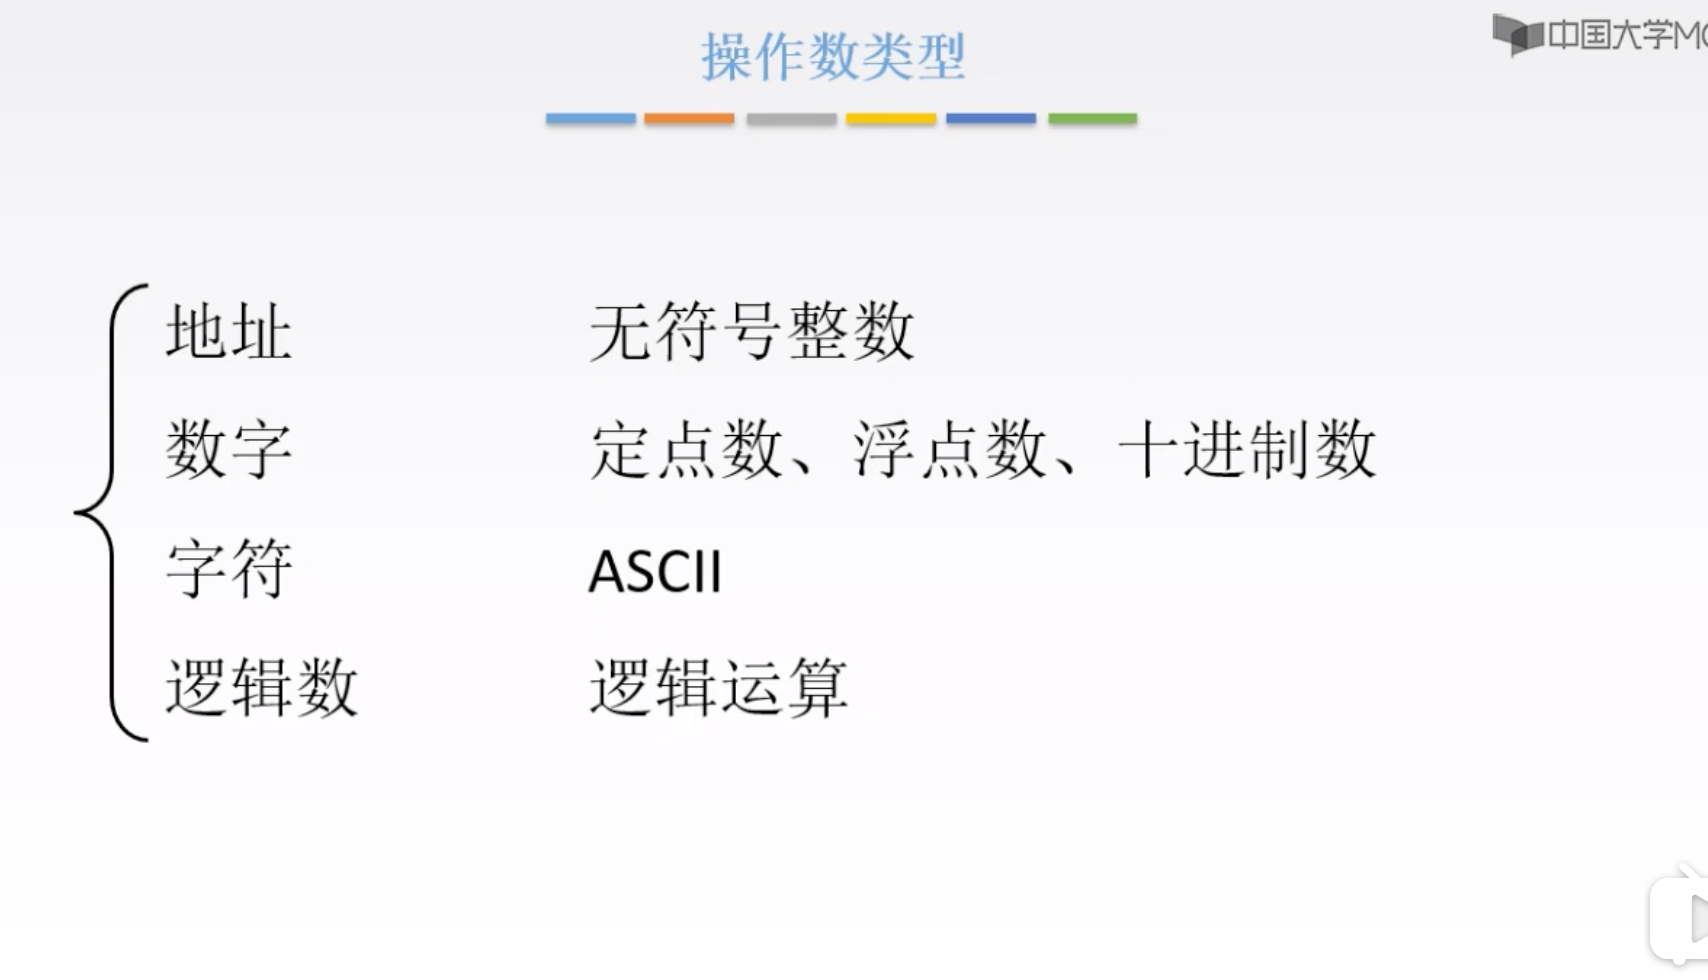 操作数类型
中国大学MO
地址 无符号整数
数字 定点数、浮点数、十进制数
字符 ASCII
逻辑数 逻辑运算